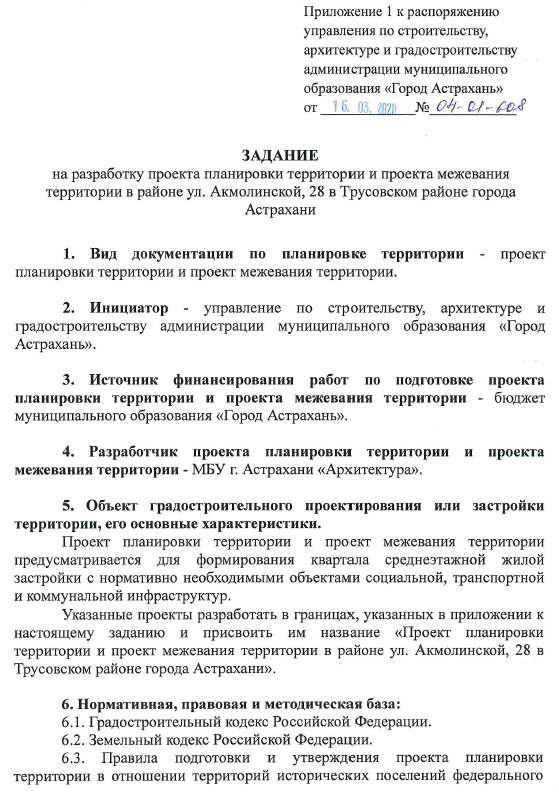 Приложение 1 к распоряжению
управления по строительству,
архитектуре и градостроительству
администрации муниципального
образования «Город Астрахань»
от 16.03.2020 № 04-01-608
ЗАДАНИЕ
на разработку проекта планировки территории и проекта межевания
территории в районе ул. Акмолинской, 28 в Трусовском районе города
Астрахани
1. Вид документации по планировке территории - проект
планировки территории и проект межевания территории.
2. Инициатор - управление по строительству, архитектуре и
градостроительству администрации муниципального образования «Город
Астрахань».
3. Источник финансирования работ по подготовке проекта
планировки территории и проекта межевания территории - бюджет
муниципального образования «Город Астрахань».
4. Разработчик проекта планировки территории и проекта
межевания территории - МБУ г. Астрахани «Архитектура».
5. Объект градостроительного проектирования или застройки
территории, его основные характеристики.
Проект планировки территории и проект межевания территории
предусматривается для формирования квартала среднеэтажной жилой
застройки с нормативно необходимыми объектами социальной, транспортной
и коммунальной инфраструктур.
Указанные проекты разработать в границах, указанных в приложении к
настоящему заданию и присвоить им название «Проект планировки
территории и проект межевания территории в районе ул. Акмолинской, 28 в
Трусовском районе города Астрахани».
6. Нормативная, правовая и методическая база:
6.1. Градостроительный кодекс Российской Федерации.
6.2. Земельный кодекс Российской Федерации.
6.3. Правила подготовки и утверждения проекта планировки
территории в отношении территорий исторических поселений федерального